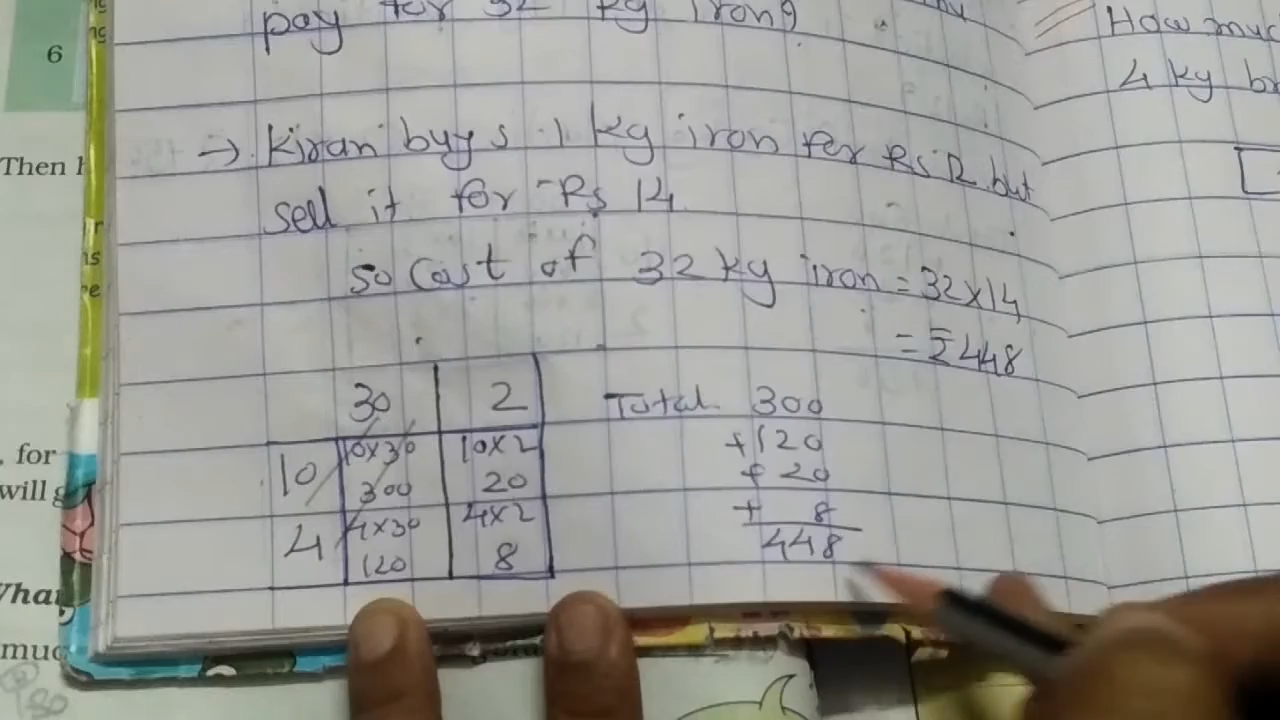 6
Then
. for
will g
What
muc
pay for 32 kg iron?
→ Kiran buys 1 kg iron for Rs 12 but
sell it for Rs 14
so Cost of 32 kg iron = 32×14
= ₹448
30 2
10 10×30 10×2
300 20
4 4×30 4×2
120 8
Total 300
+120
+ 20
+ 8
448
How muc
4 kg br